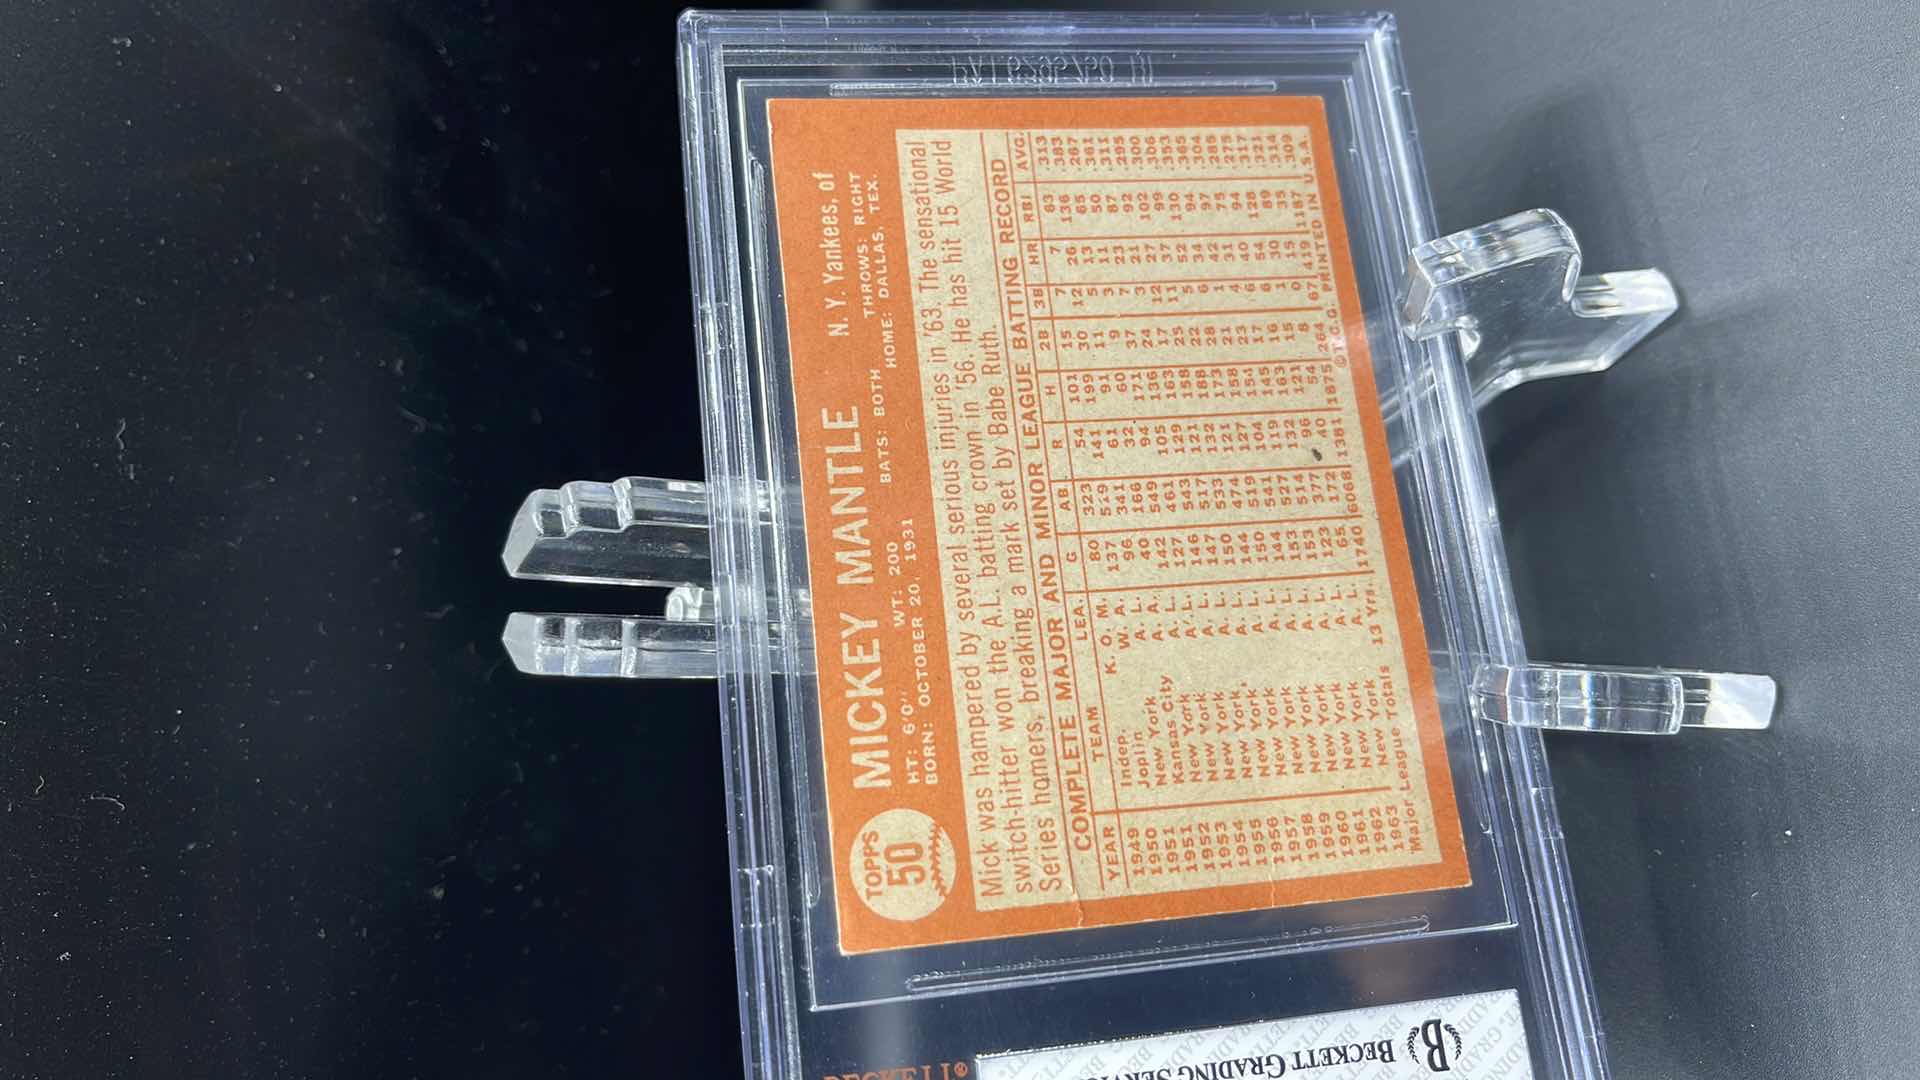 TOPPS
50
MICKEY MANTLE N. Y. Yankees, of
HT: 6'0" WT: 200 BATS: BOTH THROWS: RIGHT
BORN: OCTOBER 20, 1931 HOME: DALLAS, TEX.
Mick was hampered by several serious injuries in '63. The sensational
switch-hitter won the A.L. batting crown in '56. He has hit 15 World
Series homers, breaking a mark set by Babe Ruth.
COMPLETE MAJOR AND MINOR LEAGUE BATTING RECORD
YEAR TEAM LEA. G AB R H 2B 3B HR RBI AVG.
1949 Indep. K. O. M. 323 54 101 15 7 7 63 .313
1950 Joplin W. A. 137 519 141 199 30 12 26 136 .383
1951 New York A. L. 96 341 61 91 11 5 13 65 .267
1951 Kansas City A. A. 40 166 32 60 9 3 11 50 .361
1952 New York A. L. 142 549 94 171 37 7 23 87 .311
1953 New York A. L. 127 461 105 136 24 3 21 92 .295
1954 New York A. L. 146 543 129 163 17 12 27 102 .300
1955 New York A. L. 147 517 121 158 25 11 37 99 .306
1956 New York A. L. 150 533 132 188 22 5 52 130 .353
1957 New York A. L. 144 474 121 173 28 6 34 94 .365
1958 New York A. L. 150 519 127 158 21 1 42 97 .304
1959 New York A. L. 144 541 104 154 23 4 31 75 .285
1960 New York A. L. 153 527 119 145 17 6 40 94 .275
1961 New York A. L. 153 514 132 163 16 6 54 128 .317
1962 New York A. L. 123 377 96 121 15 1 30 89 .321
1963 New York A. L. 65 172 40 54 8 0 15 35 .314
Major League Totals 13 Yrs. 1740 6068 1381 1875 264 67 419 1187 .309
© T.C.G. PRINTED IN U.S.A.
B
BECKETT GRADING